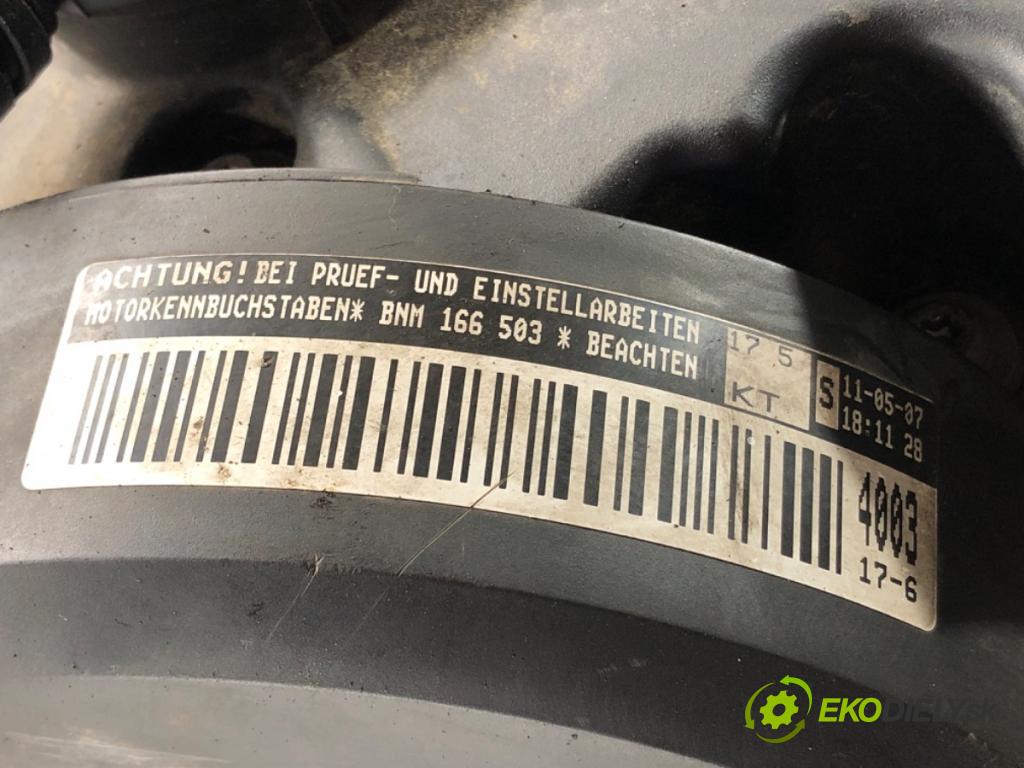 ACHTUNG! BEI PRUEF- UND EINSTELLARBEITEN
MOTORKENNBUCHSTABEN* BNM 166 503 * BEACHTEN
17 5
KT
S
11-05-07
18:11 28
4003
17-6
EKODIELY.sk